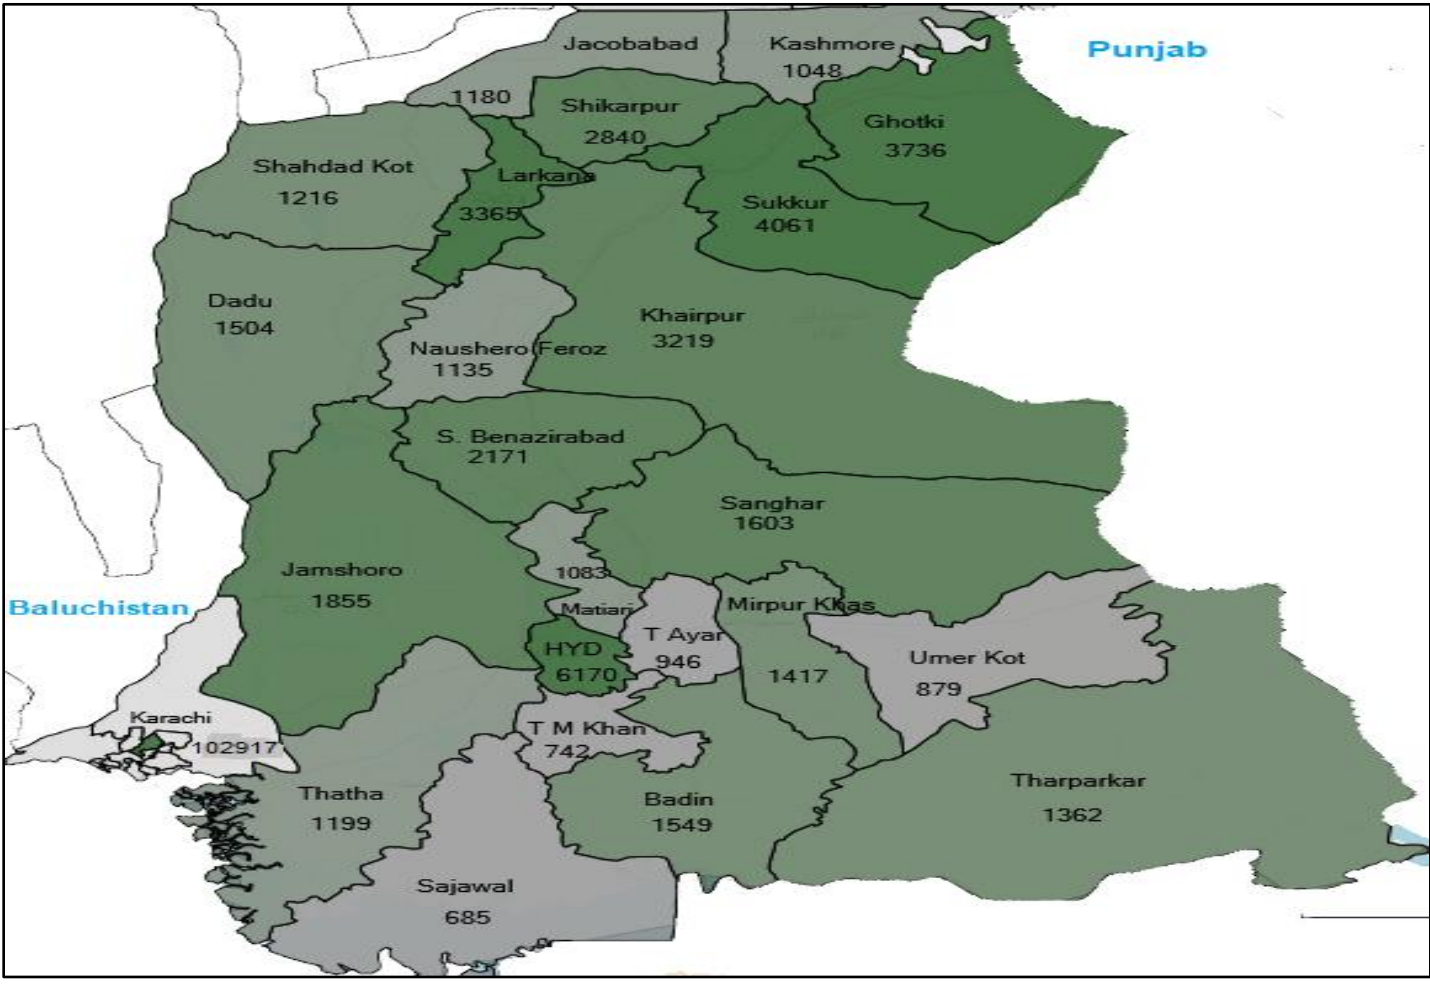 Jacobabad
1180
Kashmore
1048
Punjab
Shikarpur
2840
Ghotki
3736
Shahdad Kot
1216
Larkana
3365
Sukkur
4061
Dadu
1504
Khairpur
3219
Naushero Feroz
1135
S. Benazirabad
2171
Sanghar
1603
Jamshoro
1855
1083
Matiari
Baluchistan
Mirpur Khas
1417
T Ayar
946
HYD
6170
Umer Kot
879
Karachi
102917
T M Khan
742
Thatha
1199
Badin
1549
Tharparkar
1362
Sajawal
685